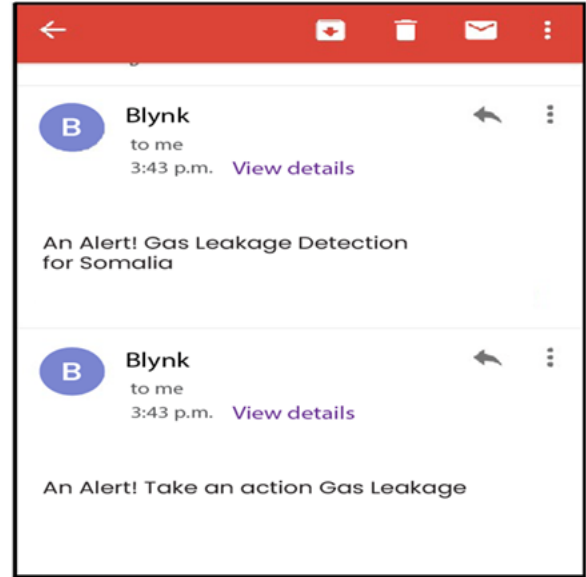 B
Blynk
to me
3:43 p.m. View details
An Alert! Gas Leakage Detection
for Somalia
B
Blynk
to me
3:43 p.m. View details
An Alert! Take an action Gas Leakage